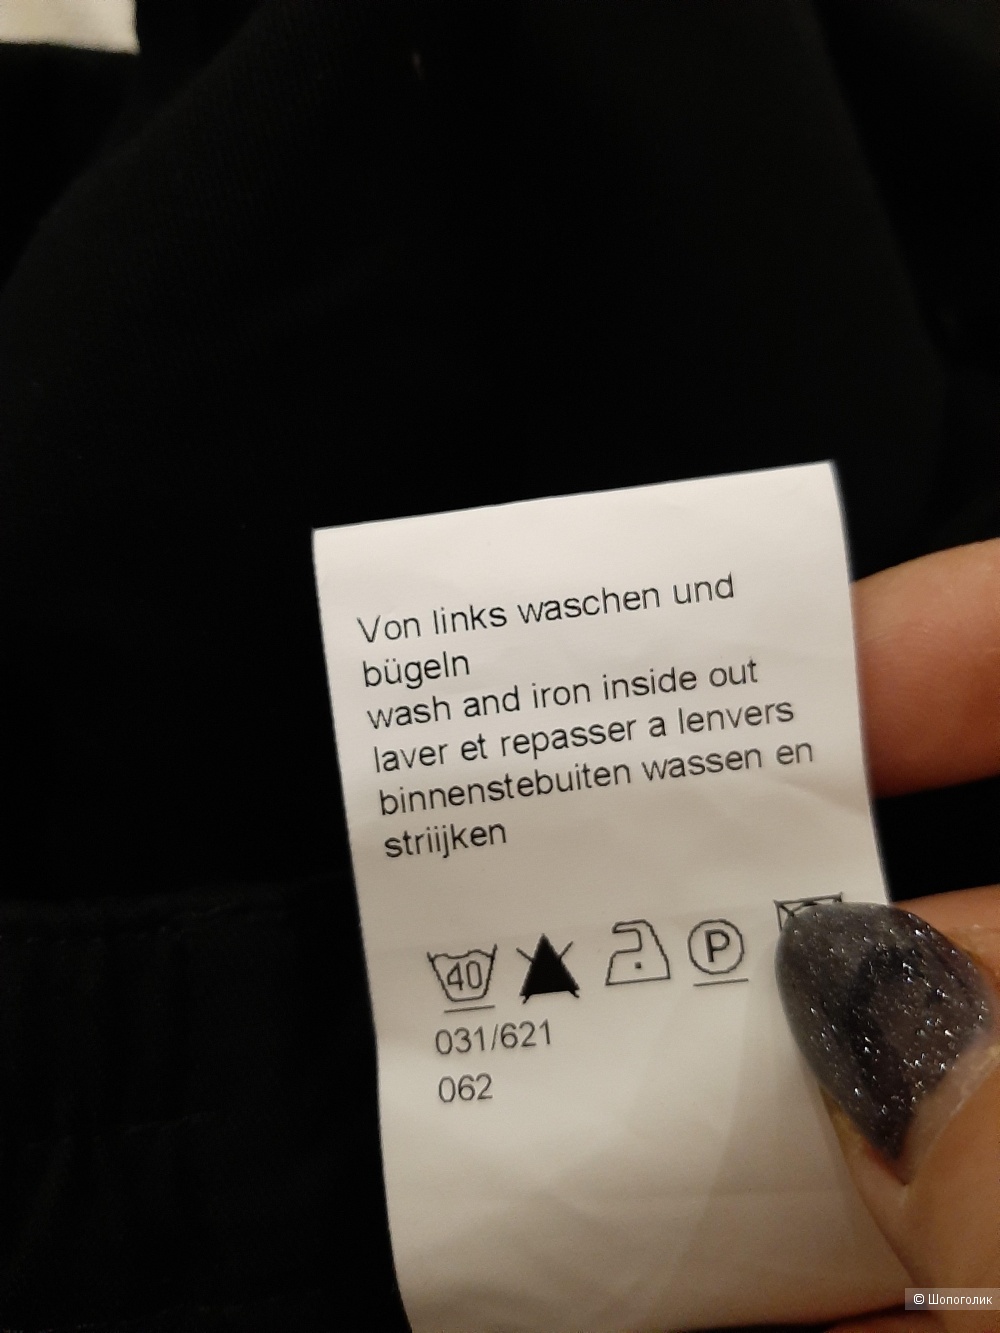 Von links waschen und
bügeln
wash and iron inside out
laver et repasser a lenvers
binnenstebuiten wassen en
striijken
40
P
031/621
062
© Шопоголик